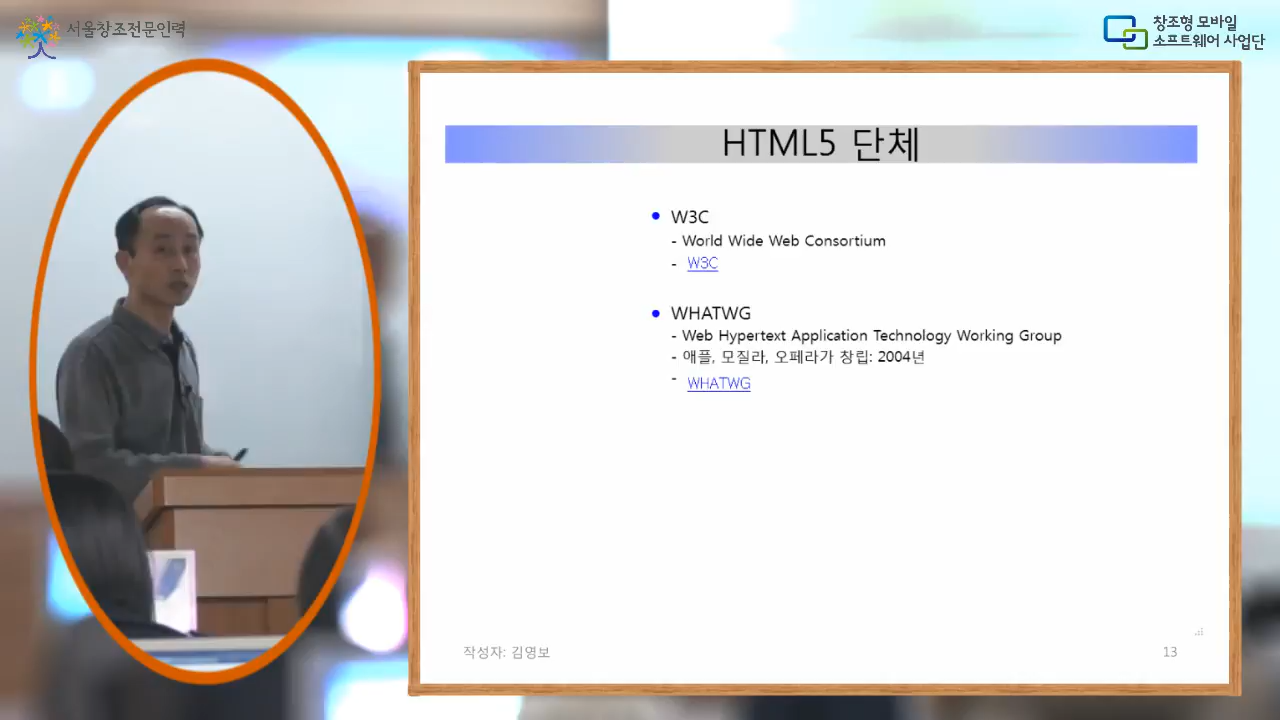 서울창조전문인력
창조형 모바일
소프트웨어 사업단
HTML5 단체
• W3C
- World Wide Web Consortium
- W3C
• WHATWG
- Web Hypertext Application Technology Working Group
- 애플, 모질라, 오페라가 창립: 2004년
- WHATWG
작성자: 김영보
13